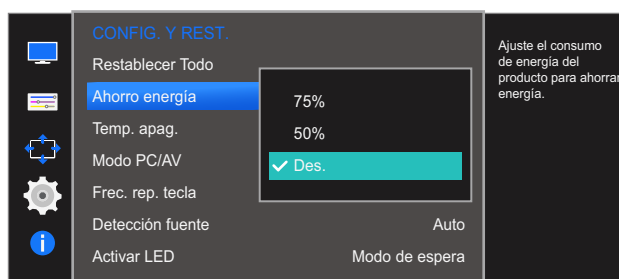 CONFIG. Y REST.
Restablecer Todo
Ahorro energía
Temp. apag.
Modo PC/AV
Frec. rep. tecla
Detección fuente Auto
Activar LED Modo de espera
75%
50%
Des.
Ajuste el consumo
de energía del
producto para ahorrar
energía.